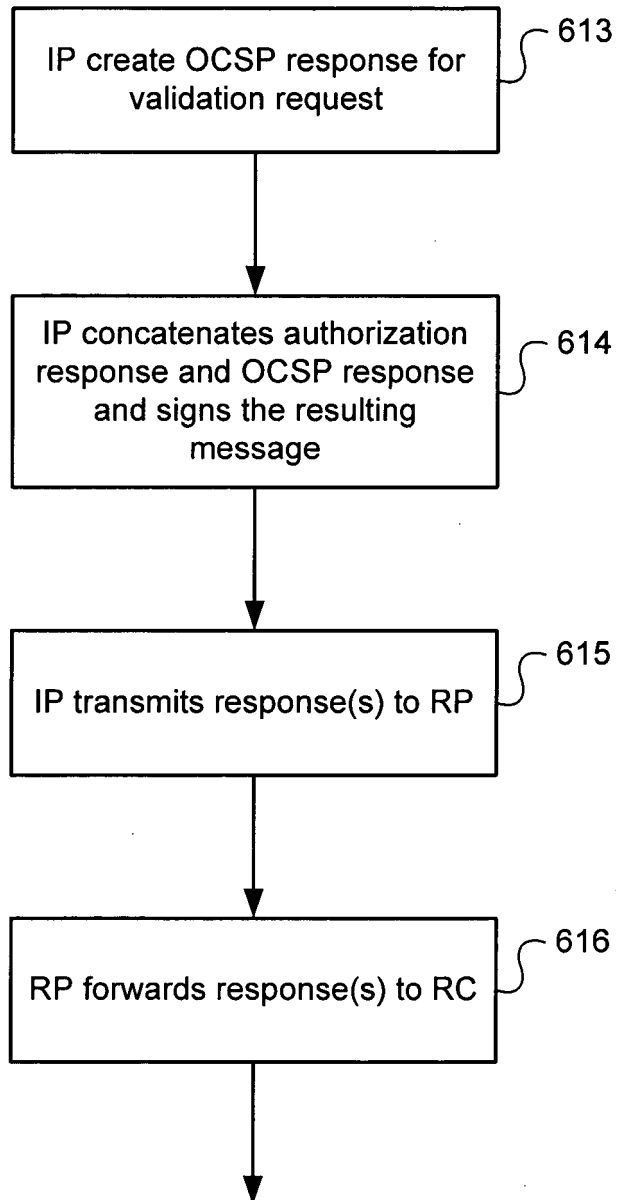 613
IP create OCSP response for
validation request
614
IP concatenates authorization
response and OCSP response
and signs the resulting
message
615
IP transmits response(s) to RP
616
RP forwards response(s) to RC